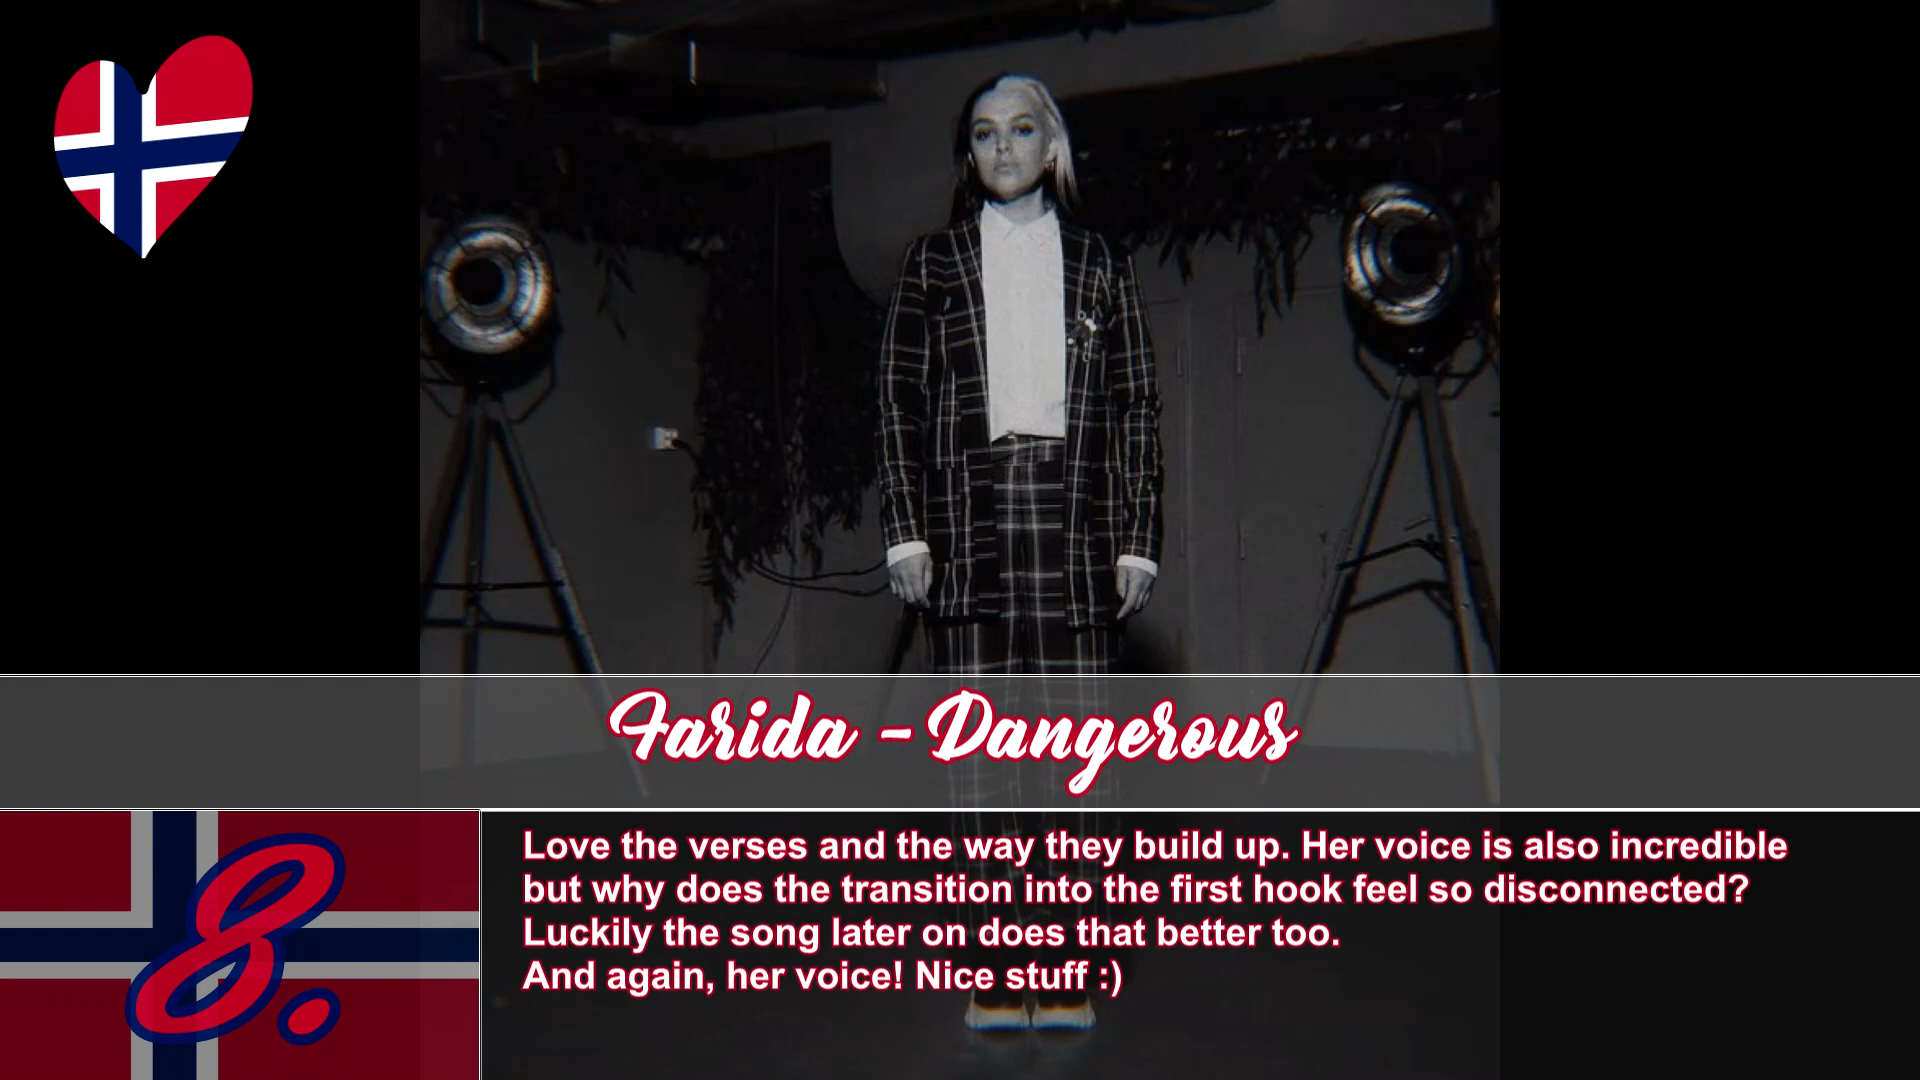 Farida - Dangerous
8.
Love the verses and the way they build up. Her voice is also incredible
but why does the transition into the first hook feel so disconnected?
Luckily the song later on does that better too.
And again, her voice! Nice stuff :)